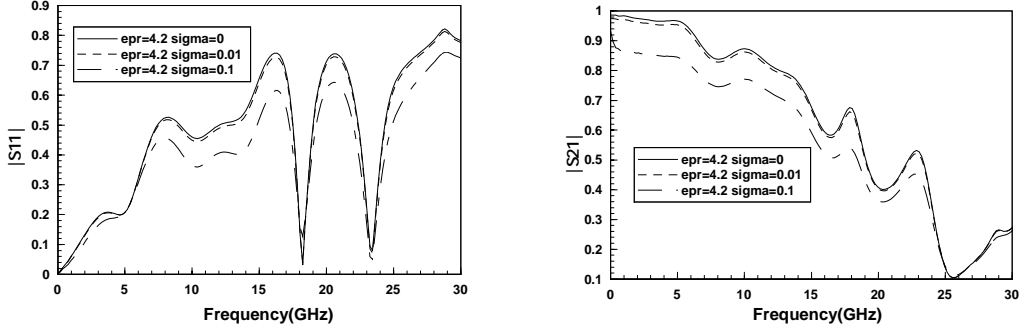 0.9
0.8
0.7
0.6
0.5
0.4
0.3
0.2
0.1
0
|S11|
epr=4.2 sigma=0
epr=4.2 sigma=0.01
epr=4.2 sigma=0.1
0 5 10 15 20 25 30
Frequency(GHz)
1
0.9
0.8
0.7
0.6
0.5
0.4
0.3
0.2
0.1
|S21|
epr=4.2 sigma=0
epr=4.2 sigma=0.01
epr=4.2 sigma=0.1
0 5 10 15 20 25 30
Frequency(GHz)